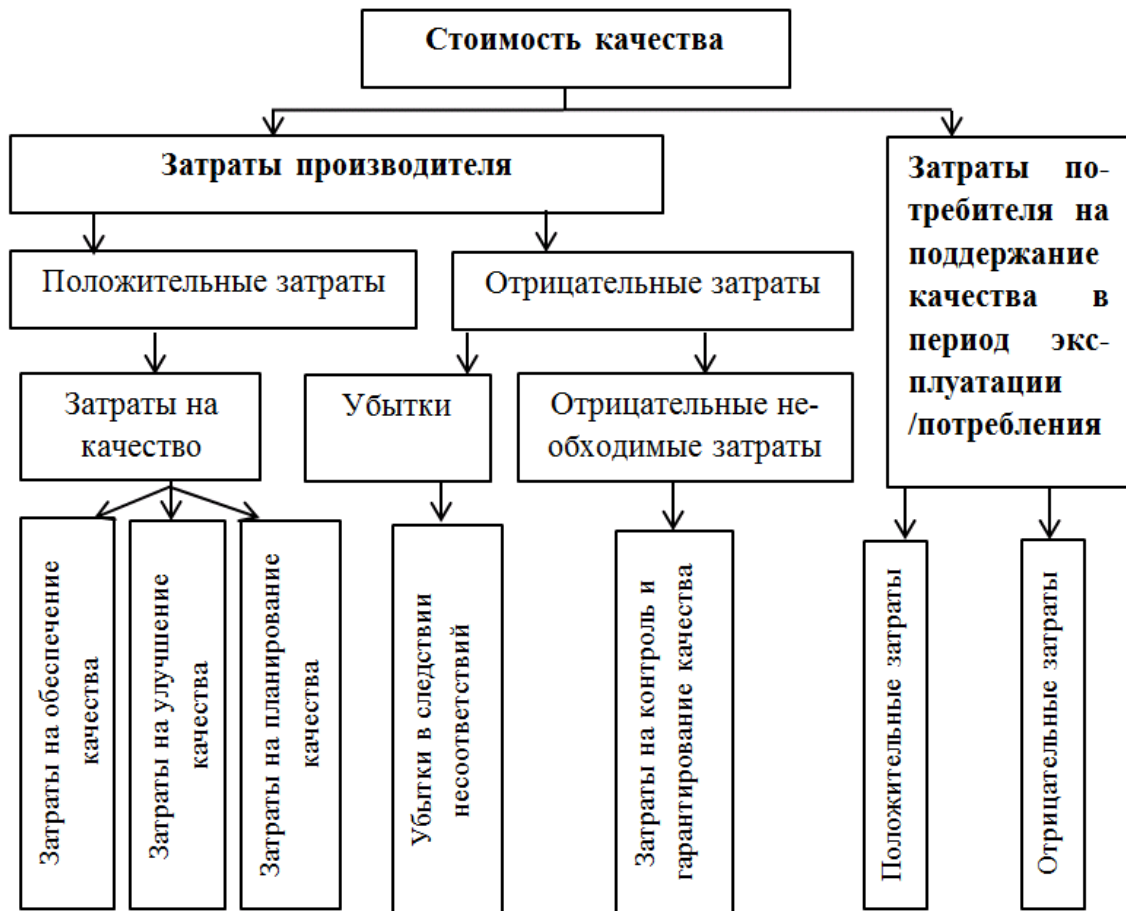 Стоимость качества
Затраты производителя
Затраты по-
требителя на
поддержание
качества в
период экс-
плуатации
/потребления
Положительные затраты
Отрицательные затраты
Затраты на
качество
Убытки
Отрицательные не-
обходимые затраты
Затраты на обеспечение
качества
Затраты на улучшение
качества
Затраты на планирование
качества
Убытки в следствии
несоответствий
Затраты на контроль и
гарантирование качества
Положительные затраты
Отрицательные затраты